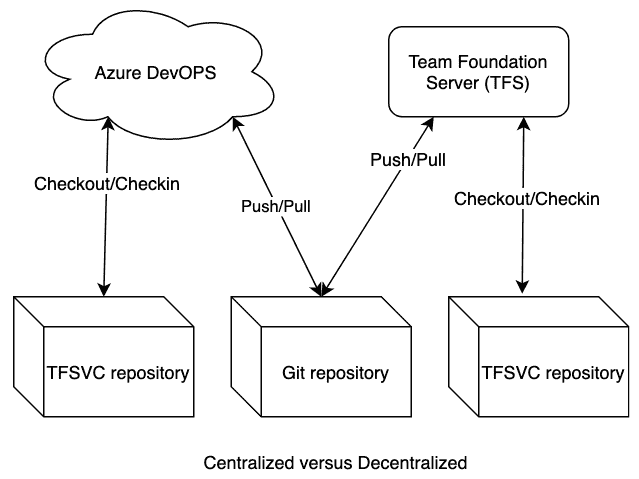 Azure DevOPS
Team Foundation
Server (TFS)
Push/Pull
Checkout/Checkin
Checkout/Checkin
Push/Pull
TFSVC repository
Git repository
TFSVC repository
Centralized versus Decentralized